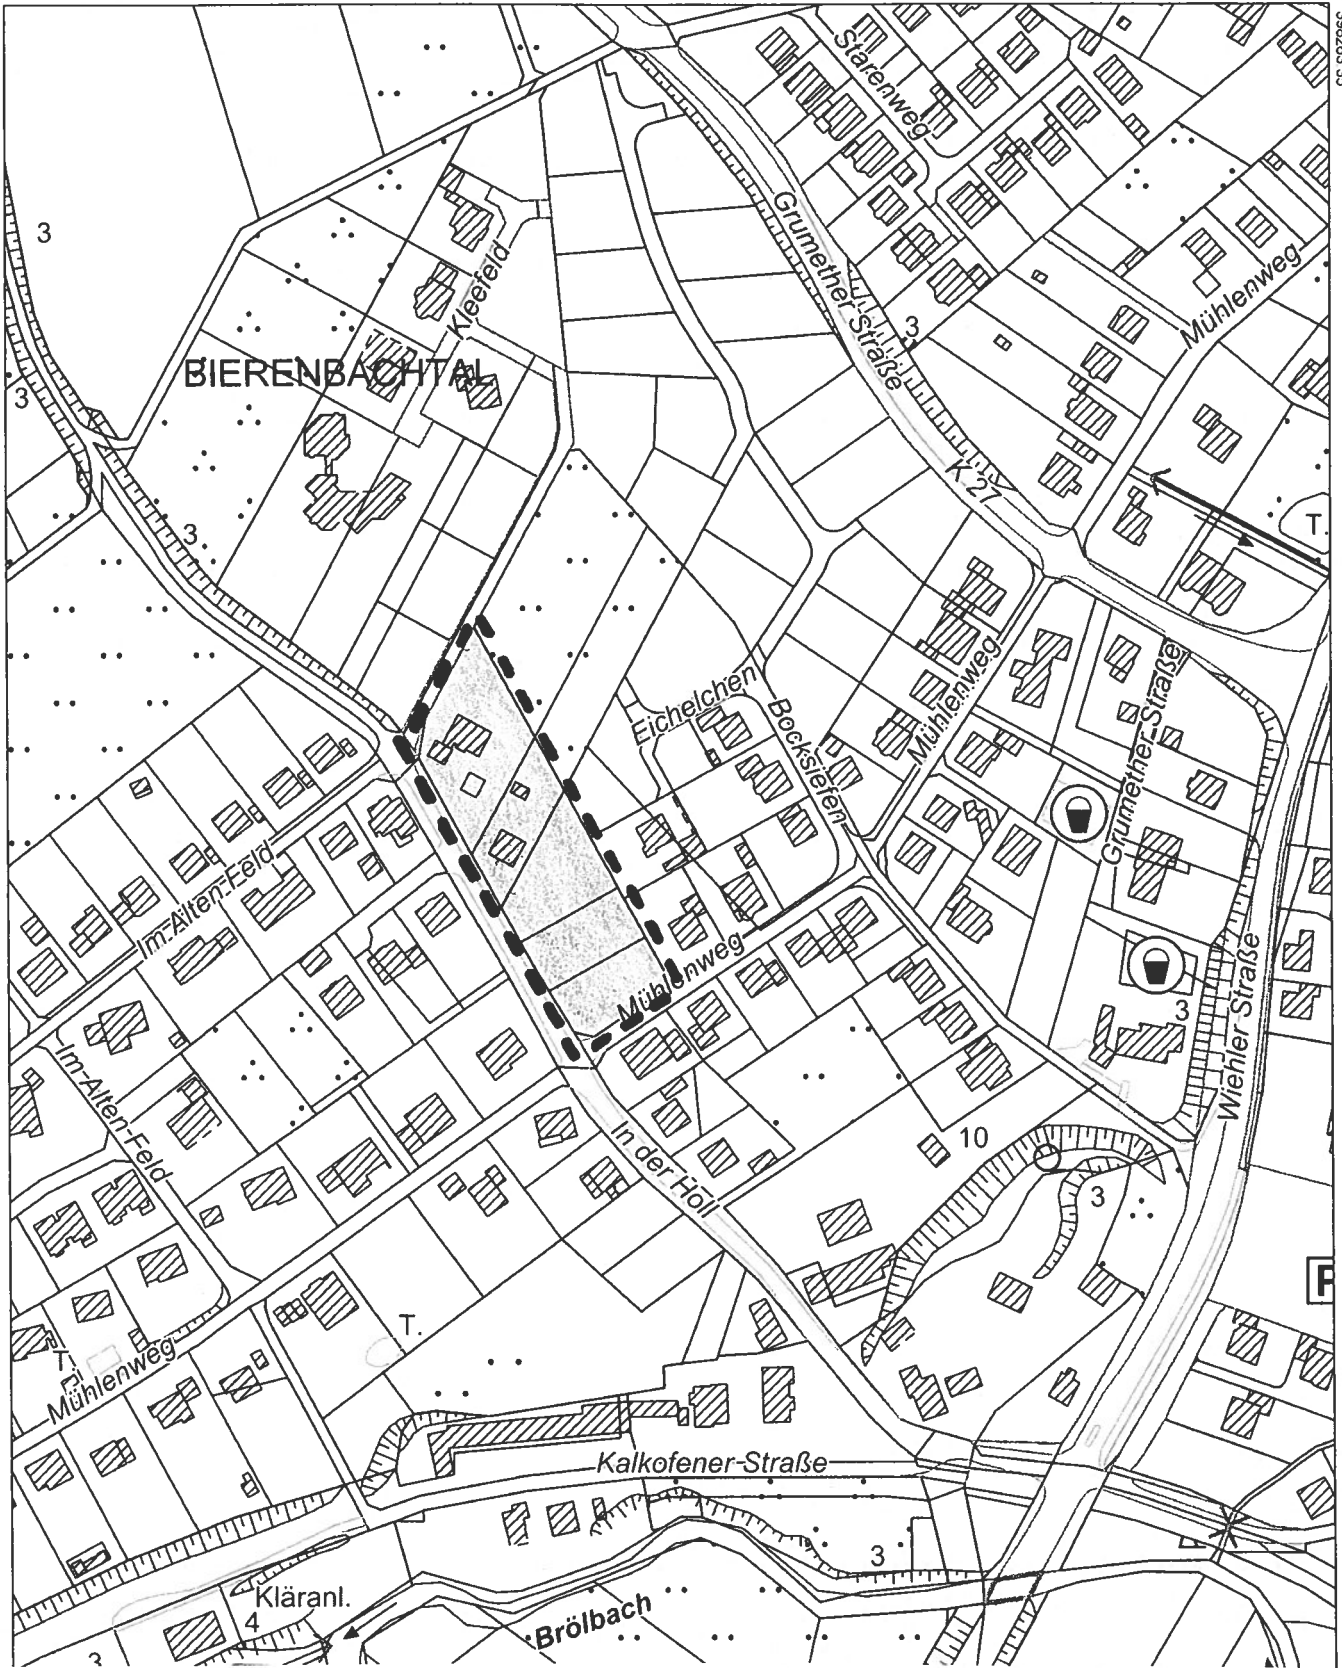 Starenweg
3
Grumether Straße
Kleefeld
Mühlenweg
3
BIERENBACHTAL
3
K 27
T.
3
Mühlenweg
Grumether-Straße
Eichelchen
Bocksiefen
Im-Alten-Feld
Mühlenweg
Wiehler Straße
3
Im-Alten-Feld
10
In der Höll
3
P
T.
T.
Mühlenweg
Kalkofener-Straße
3
Kläranl.
4
Brölbach
3